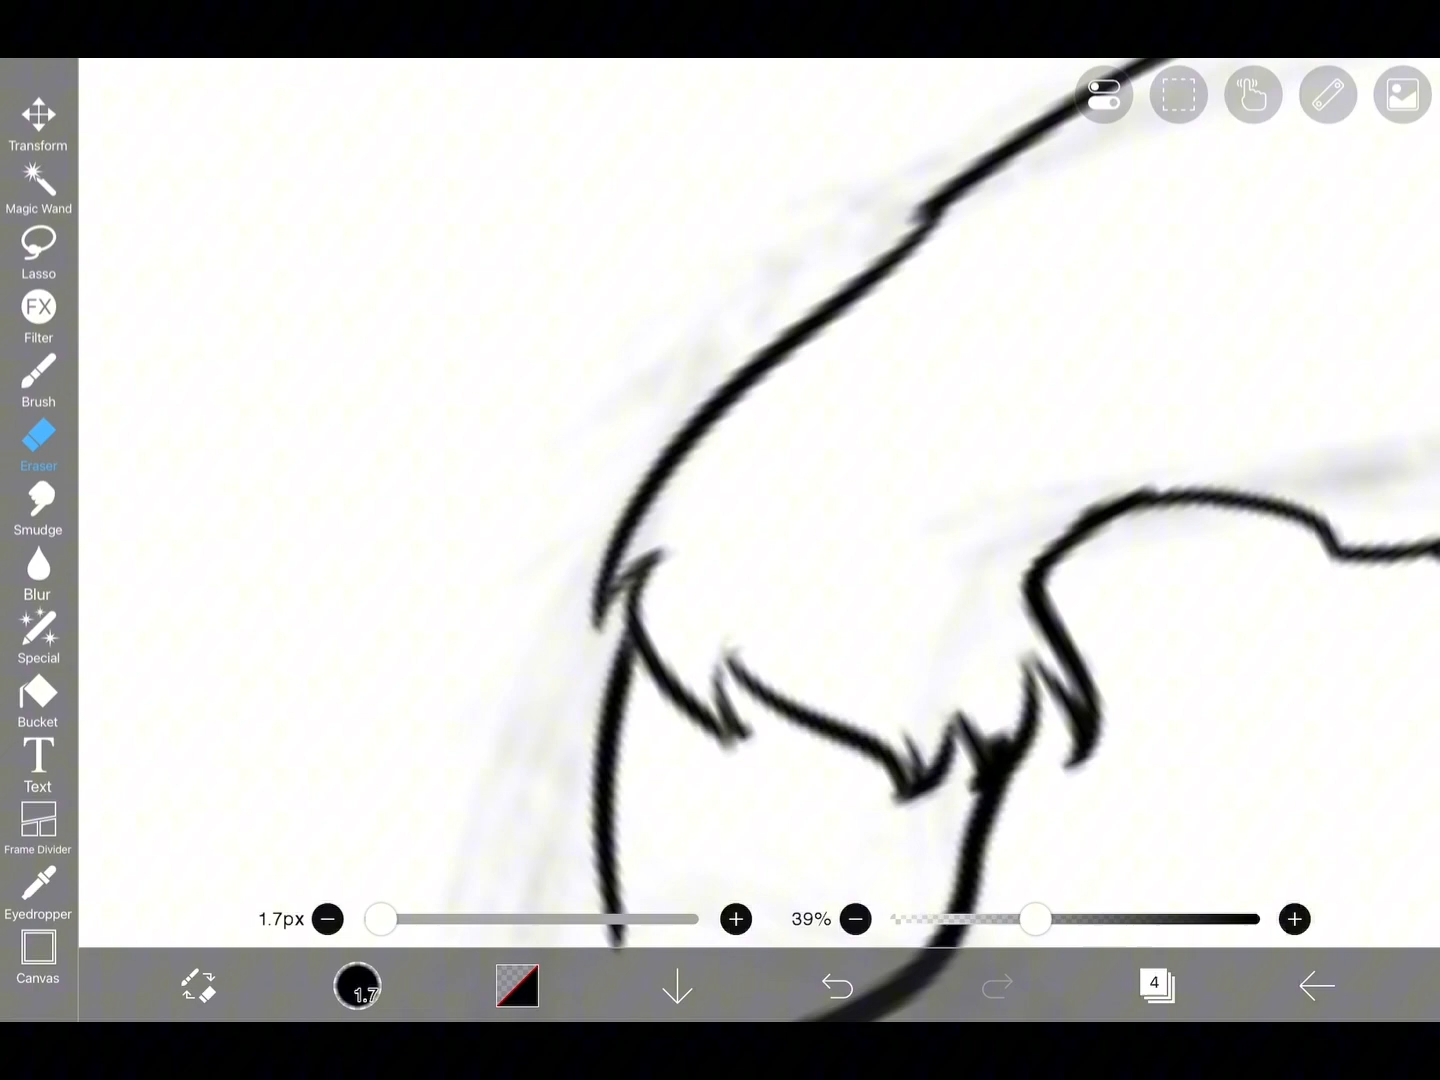 Transform
Magic Wand
Lasso
FX
Filter
Brush
Eraser
Smudge
Blur
Special
Bucket
T
Text
Frame Divider
Eyedropper
Canvas
1.7px
39%
1.7
4